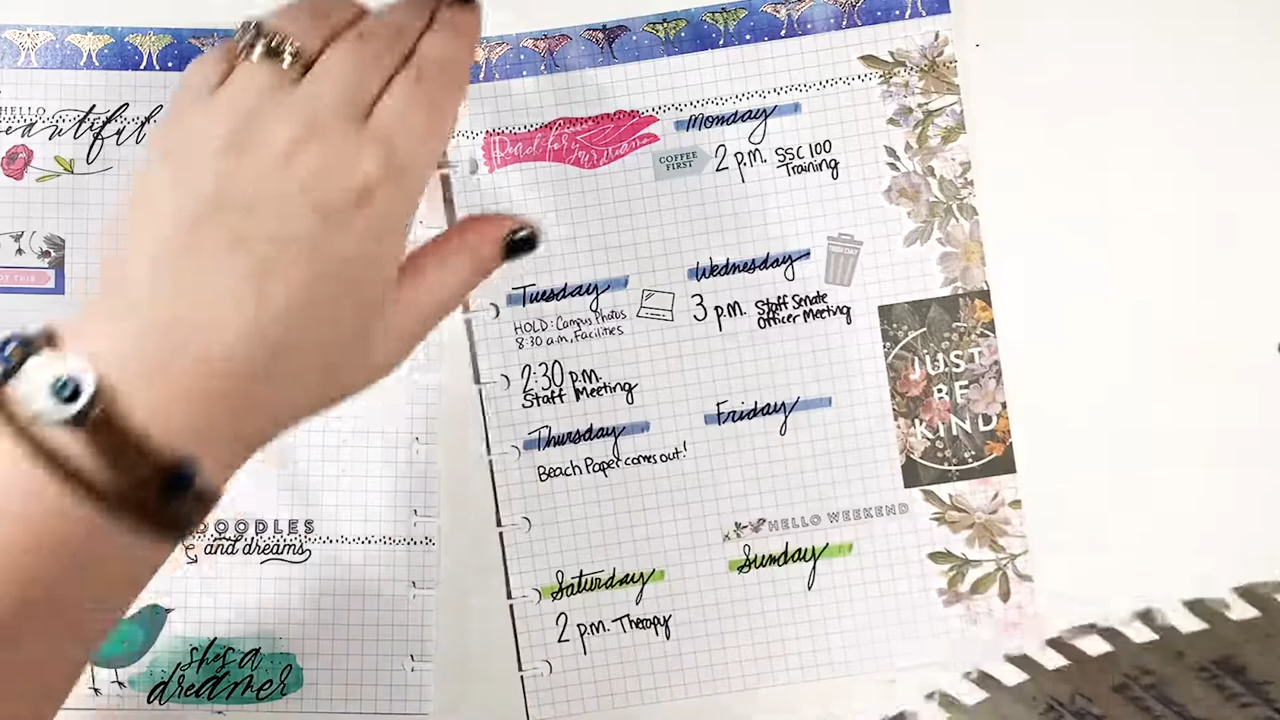 HELLO
beautiful
DOODLES
and dreams
she's a
dreamer
Monday
COFFEE
FIRST
2 p.m. SSC 100
Training
Tuesday
HOLD: Campus Photos
8:30 a.m, Facilities
2:30 p.m.
Staff Meeting
Wednesday
TRASH DAY
3 p.m. Staff Senate
Officer Meeting
Thursday
Beach Paper comes out!
Friday
JUST
BE
KIND
HELLO WEEKEND
Saturday
2 p.m. Therapy
Sunday